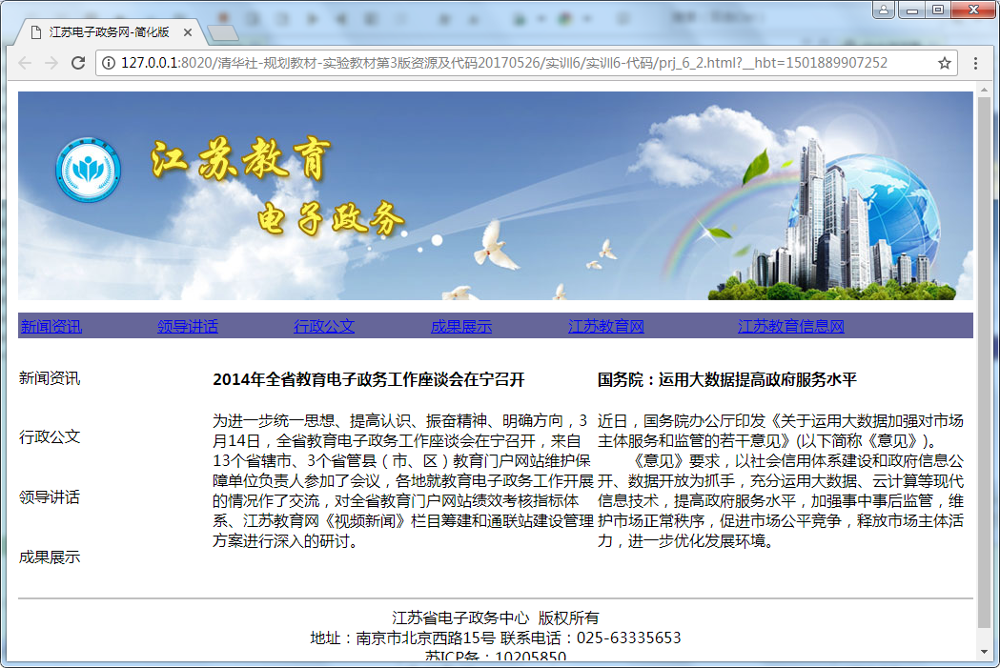 江苏电子政务网-简化版
127.0.0.1:8020/清华社-规划教材-实验教材第3版资源及代码20170526/实训6/实训6-代码/prj_6_2.html?__hbt=1501889907252
江苏教育
电子政务
新闻资讯 领导讲话 行政公文 成果展示 江苏教育网 江苏教育信息网
新闻资讯
行政公文
领导讲话
成果展示
2014年全省教育电子政务工作座谈会在宁召开
为进一步统一思想、提高认识、振奋精神、明确方向，3
月14日，全省教育电子政务工作座谈会在宁召开，来自
13个省辖市、3个省管县（市、区）教育门户网站维护保
障单位负责人参加了会议，各地就教育电子政务工作开展
的情况作了交流，对全省教育门户网站绩效考核指标体
系、江苏教育网《视频新闻》栏目筹建和通联站建设管理
方案进行深入的研讨。
国务院：运用大数据提高政府服务水平
近日，国务院办公厅印发《关于运用大数据加强对市场
主体服务和监管的若干意见》(以下简称《意见》)。
《意见》要求，以社会信用体系建设和政府信息公
开、数据开放为抓手，充分运用大数据、云计算等现代
信息技术，提高政府服务水平，加强事中事后监管，维
护市场正常秩序，促进市场公平竞争，释放市场主体活
力，进一步优化发展环境。
江苏省电子政务中心 版权所有
地址：南京市北京西路15号 联系电话：025-63335653
苏ICP备：10205850